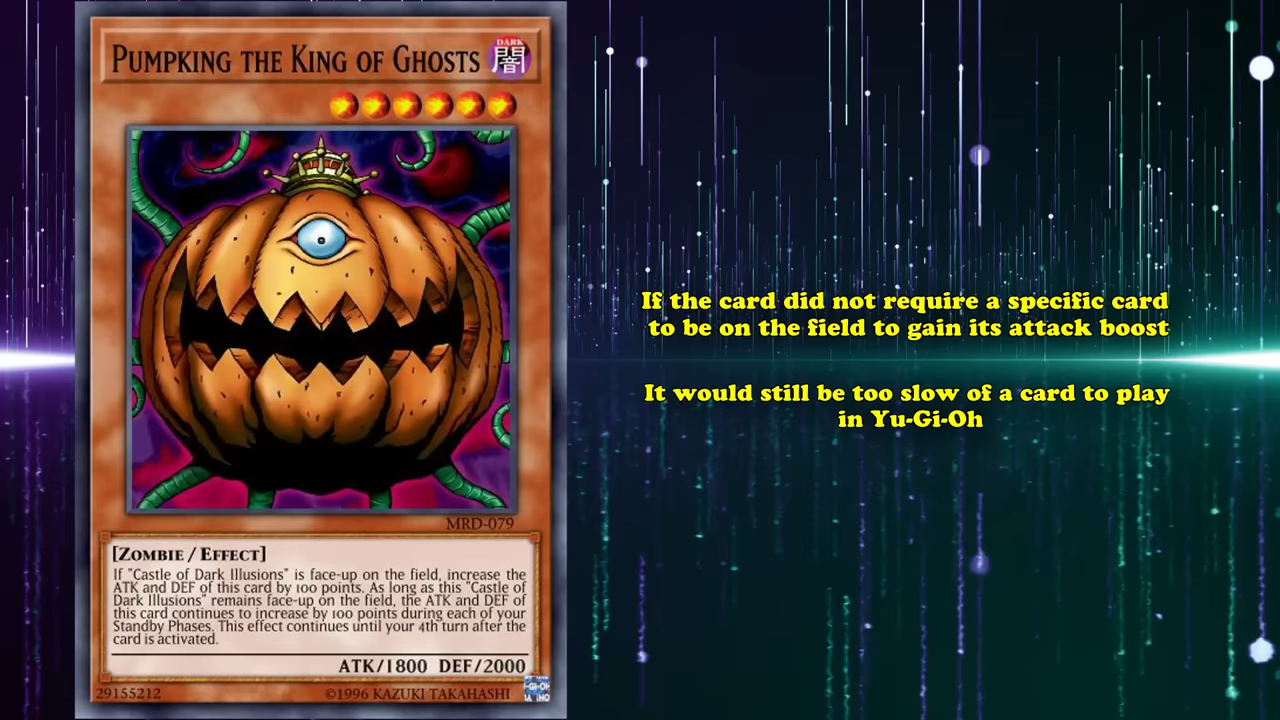 PUMPKING THE KING OF GHOSTS
DARK
闇
MRD-079
[ZOMBIE / EFFECT]
If "Castle of Dark Illusions" is face-up on the field, increase the
ATK and DEF of this card by 100 points. As long as this "Castle of
Dark Illusions" remains face-up on the field, the ATK and DEF of
this card continues to increase by 100 points during each of your
Standby Phases. This effect continues until your 4th turn after the
card is activated.
ATK/1800 DEF/2000
29155212
©1996 KAZUKI TAKAHASHI
If the card did not require a specific card
to be on the field to gain its attack boost
It would still be too slow of a card to play
in Yu-Gi-Oh